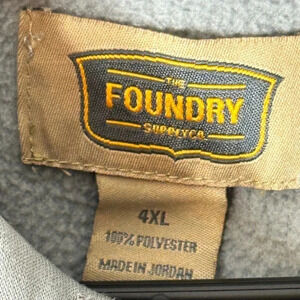 THE
FOUNDRY
SUPPLY CO.
4XL
100% POLYESTER
MADE IN JORDAN